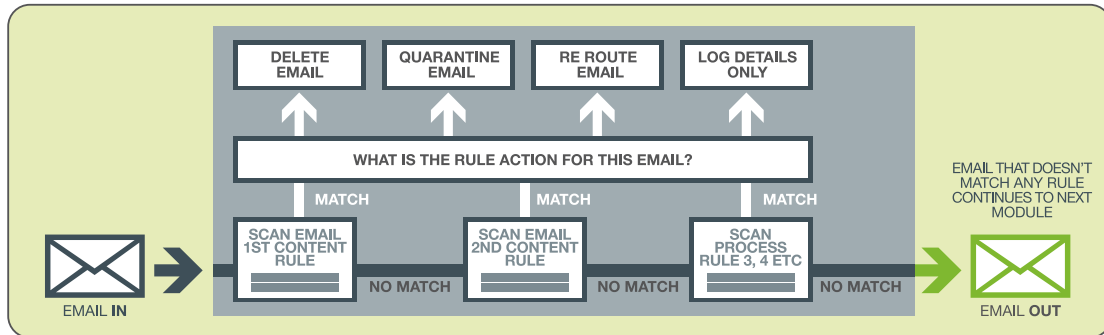 DELETE
EMAIL
QUARANTINE
EMAIL
RE ROUTE
EMAIL
LOG DETAILS
ONLY
WHAT IS THE RULE ACTION FOR THIS EMAIL?
MATCH
MATCH
MATCH
SCAN EMAIL
1ST CONTENT
RULE
SCAN EMAIL
2ND CONTENT
RULE
SCAN
PROCESS
RULE 3, 4 ETC
NO MATCH
NO MATCH
NO MATCH
EMAIL IN
EMAIL THAT DOESN'T
MATCH ANY RULE
CONTINUES TO NEXT
MODULE
EMAIL OUT